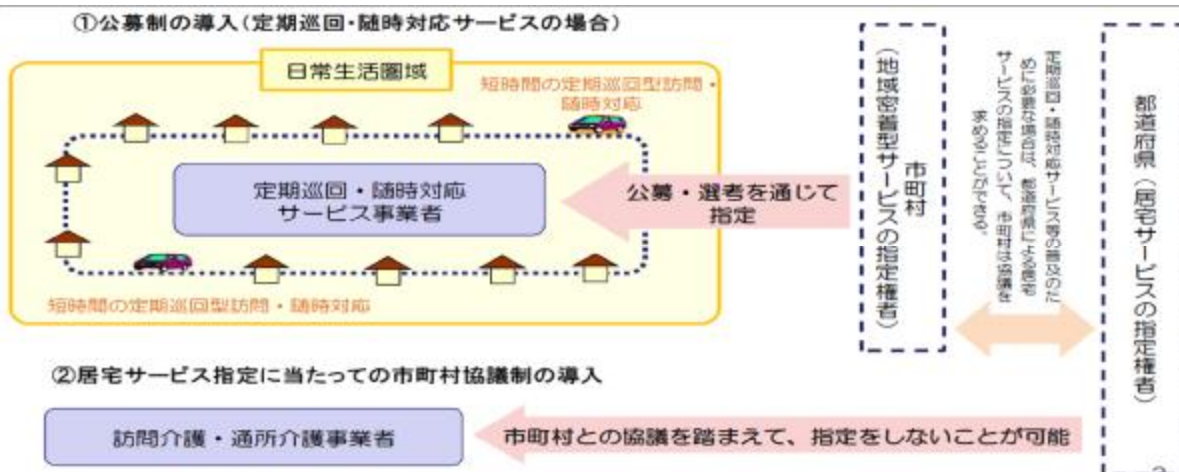 ①公募制の導入(定期巡回・随時対応サービスの場合)
日常生活圏域
短時間の定期巡回型訪問・
随時対応
定期巡回・随時対応
サービス事業者
公募・選考を通じて
指定
短時間の定期巡回型訪問・随時対応
市町村
(地域密着型サービスの指定権者)
定期巡回・随時対応サービス等の普及のた
めに必要な場合は、都道府県による居宅
サービスの指定について、市町村は協議を
求めることができる。
都道府県(居宅サービスの指定権者)
②居宅サービス指定に当たっての市町村協議制の導入
訪問介護・通所介護事業者
市町村との協議を踏まえて、指定をしないことが可能